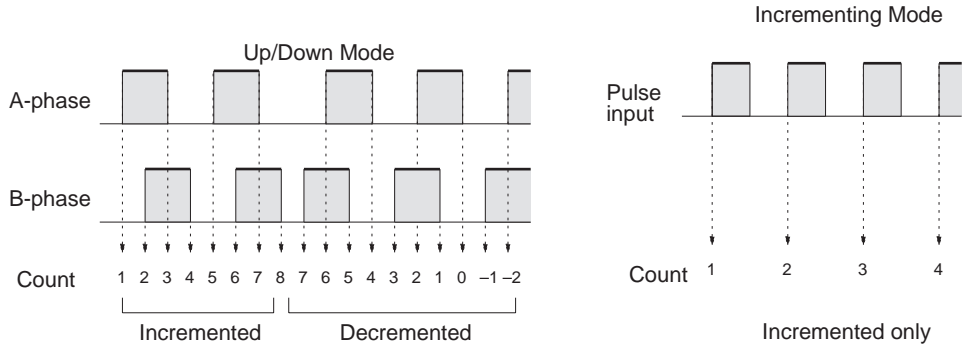 Up/Down Mode
A-phase
B-phase
Count 1 2 3 4 5 6 7 8 7 6 5 4 3 2 1 0 –1 –2
Incremented Decremented
Incrementing Mode
Pulse
input
Count 1 2 3 4
Incremented only